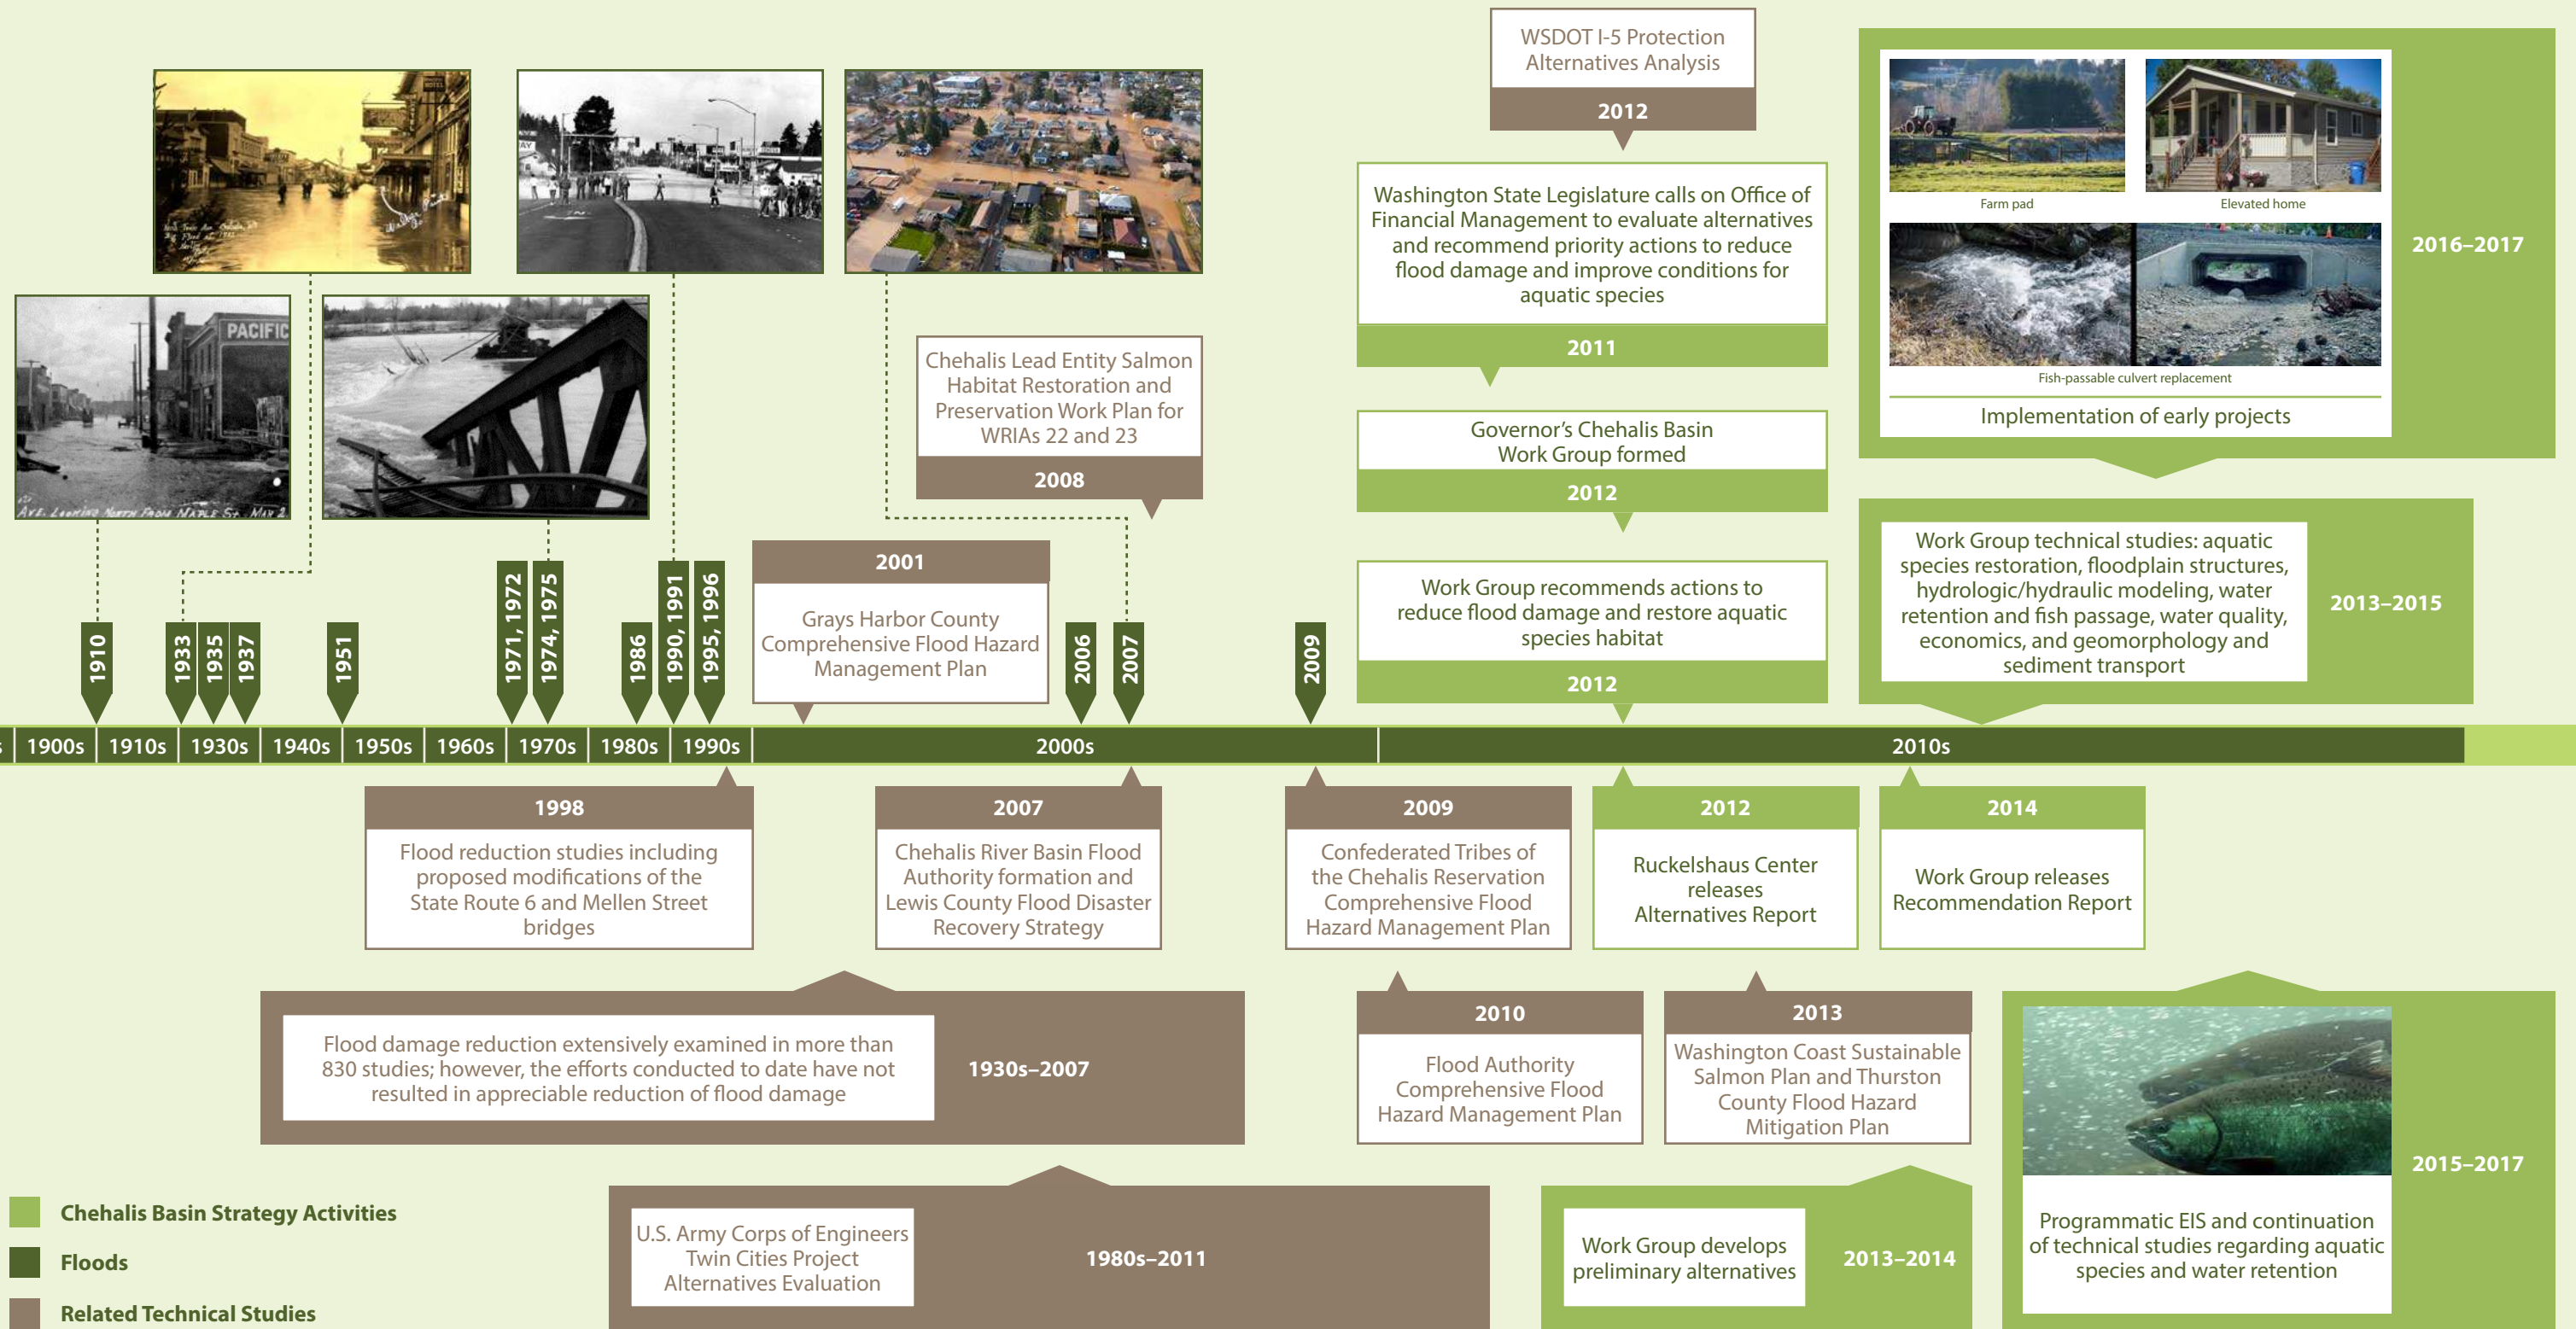 WSDOT I-5 Protection
Alternatives Analysis
2012
Washington State Legislature calls on Office of
Financial Management to evaluate alternatives
and recommend priority actions to reduce
flood damage and improve conditions for
aquatic species
2011
Governor’s Chehalis Basin
Work Group formed
2012
Work Group recommends actions to
reduce flood damage and restore aquatic
species habitat
2012
Farm pad
Elevated home
Fish-passable culvert replacement
Implementation of early projects
2016–2017
Work Group technical studies: aquatic
species restoration, floodplain structures,
hydrologic/hydraulic modeling, water
retention and fish passage, water quality,
economics, and geomorphology and
sediment transport
2013–2015
PACIFIC
AVE. LOOKING NORTH FROM MAPLE ST. MAR 2
HOTEL
Chehalis Lead Entity Salmon
Habitat Restoration and
Preservation Work Plan for
WRIAs 22 and 23
2008
2001
Grays Harbor County
Comprehensive Flood Hazard
Management Plan
1910
1933
1935
1937
1951
1971, 1972
1974, 1975
1986
1990, 1991
1995, 1996
2006
2007
2009
s
1900s
1910s
1930s
1940s
1950s
1960s
1970s
1980s
1990s
2000s
2010s
1998
Flood reduction studies including
proposed modifications of the
State Route 6 and Mellen Street
bridges
2007
Chehalis River Basin Flood
Authority formation and
Lewis County Flood Disaster
Recovery Strategy
2009
Confederated Tribes of
the Chehalis Reservation
Comprehensive Flood
Hazard Management Plan
2012
Ruckelshaus Center
releases
Alternatives Report
2014
Work Group releases
Recommendation Report
Flood damage reduction extensively examined in more than
830 studies; however, the efforts conducted to date have not
resulted in appreciable reduction of flood damage
1930s–2007
2010
Flood Authority
Comprehensive Flood
Hazard Management Plan
2013
Washington Coast Sustainable
Salmon Plan and Thurston
County Flood Hazard
Mitigation Plan
U.S. Army Corps of Engineers
Twin Cities Project
Alternatives Evaluation
1980s–2011
Work Group develops
preliminary alternatives
2013–2014
Programmatic EIS and continuation
of technical studies regarding aquatic
species and water retention
2015–2017
Chehalis Basin Strategy Activities
Floods
Related Technical Studies